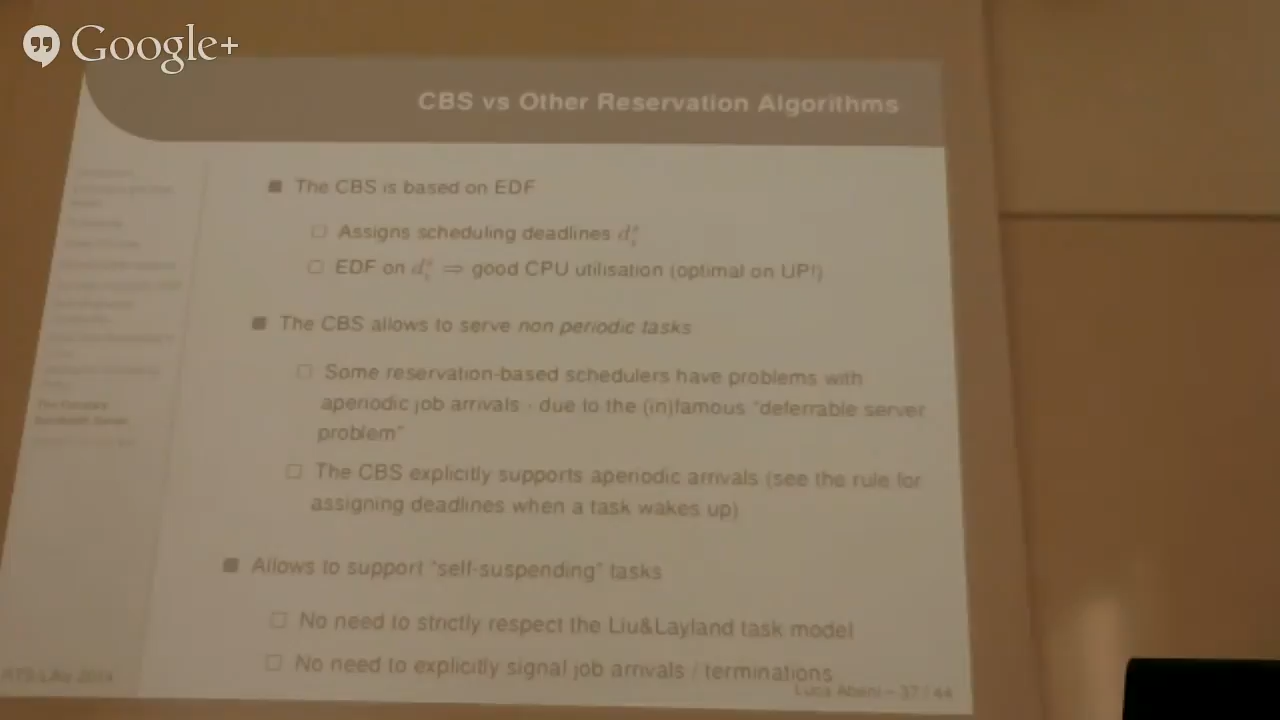 Google+
CBS vs Other Reservation Algorithms
■ The CBS is based on EDF
□ Assigns scheduling deadlines dᵢˢ
□ EDF on dᵢˢ ⇒ good CPU utilisation (optimal on UP!)
■ The CBS allows to serve non periodic tasks
□ Some reservation-based schedulers have problems with
aperiodic job arrivals - due to the (in)famous "deferrable server
problem"
□ The CBS explicitly supports aperiodic arrivals (see the rule for
assigning deadlines when a task wakes up)
■ Allows to support "self-suspending" tasks
□ No need to strictly respect the Liu&Layland task model
□ No need to explicitly signal job arrivals / terminations
Luca Abeni – 37 / 44